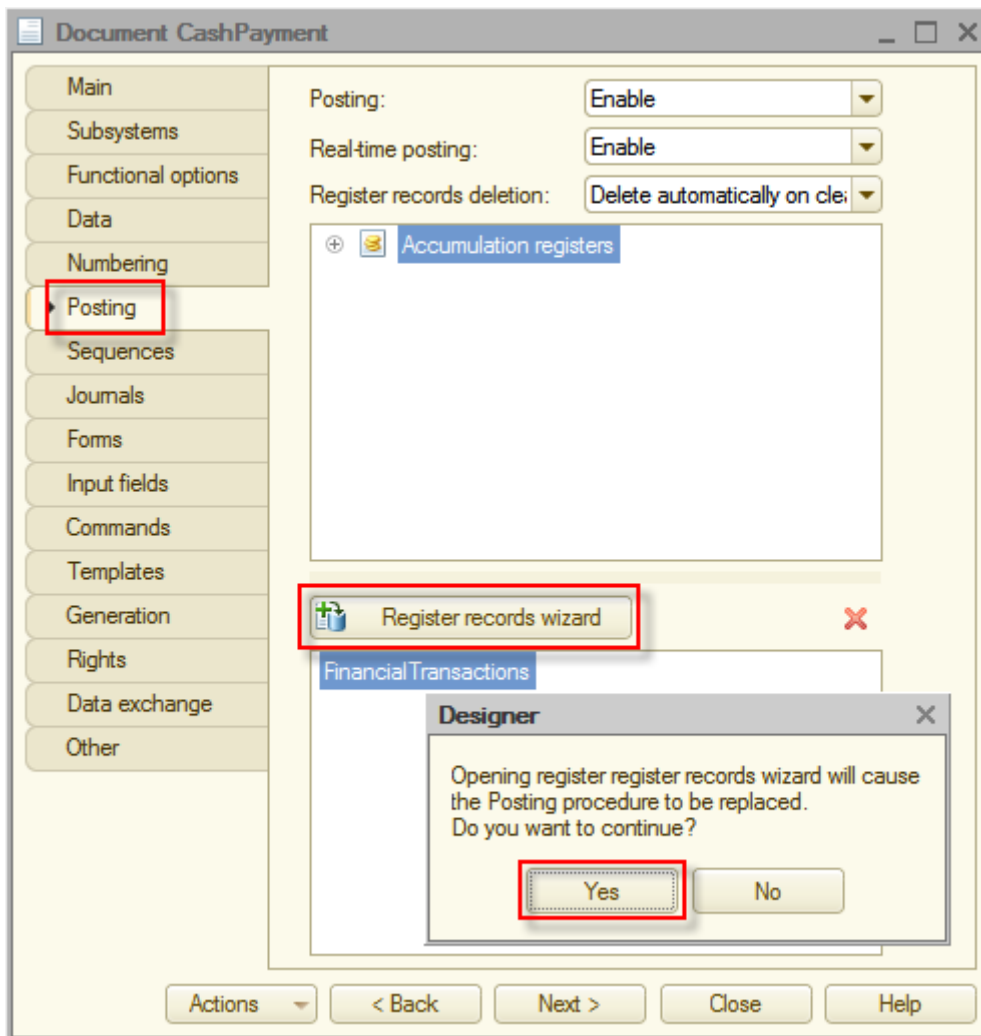 Document CashPayment
Main
Subsystems
Functional options
Data
Numbering
Posting
Sequences
Journals
Forms
Input fields
Commands
Templates
Generation
Rights
Data exchange
Other
Posting: Enable
Real-time posting: Enable
Register records deletion: Delete automatically on clea
Accumulation registers
Register records wizard
FinancialTransactions
Designer
Opening register register records wizard will cause
the Posting procedure to be replaced.
Do you want to continue?
Yes No
Actions < Back Next > Close Help